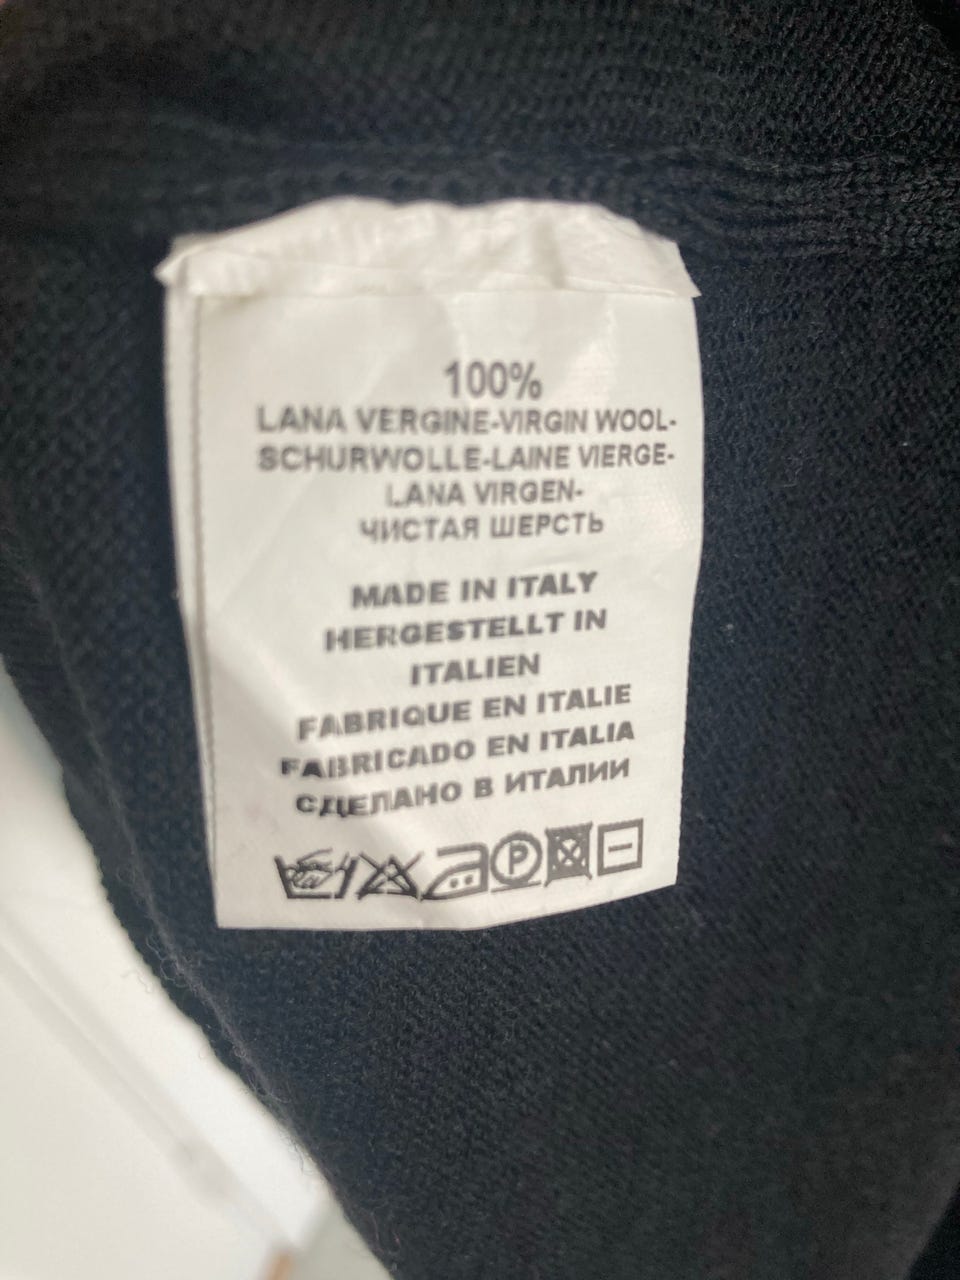 100%
LANA VERGINE-VIRGIN WOOL-
SCHURWOLLE-LAINE VIERGE-
LANA VIRGEN-
ЧИСТАЯ ШЕРСТЬ
MADE IN ITALY
HERGESTELLT IN
ITALIEN
FABRIQUE EN ITALIE
FABRICADO EN ITALIA
СДЕЛАНО В ИТАЛИИ
P